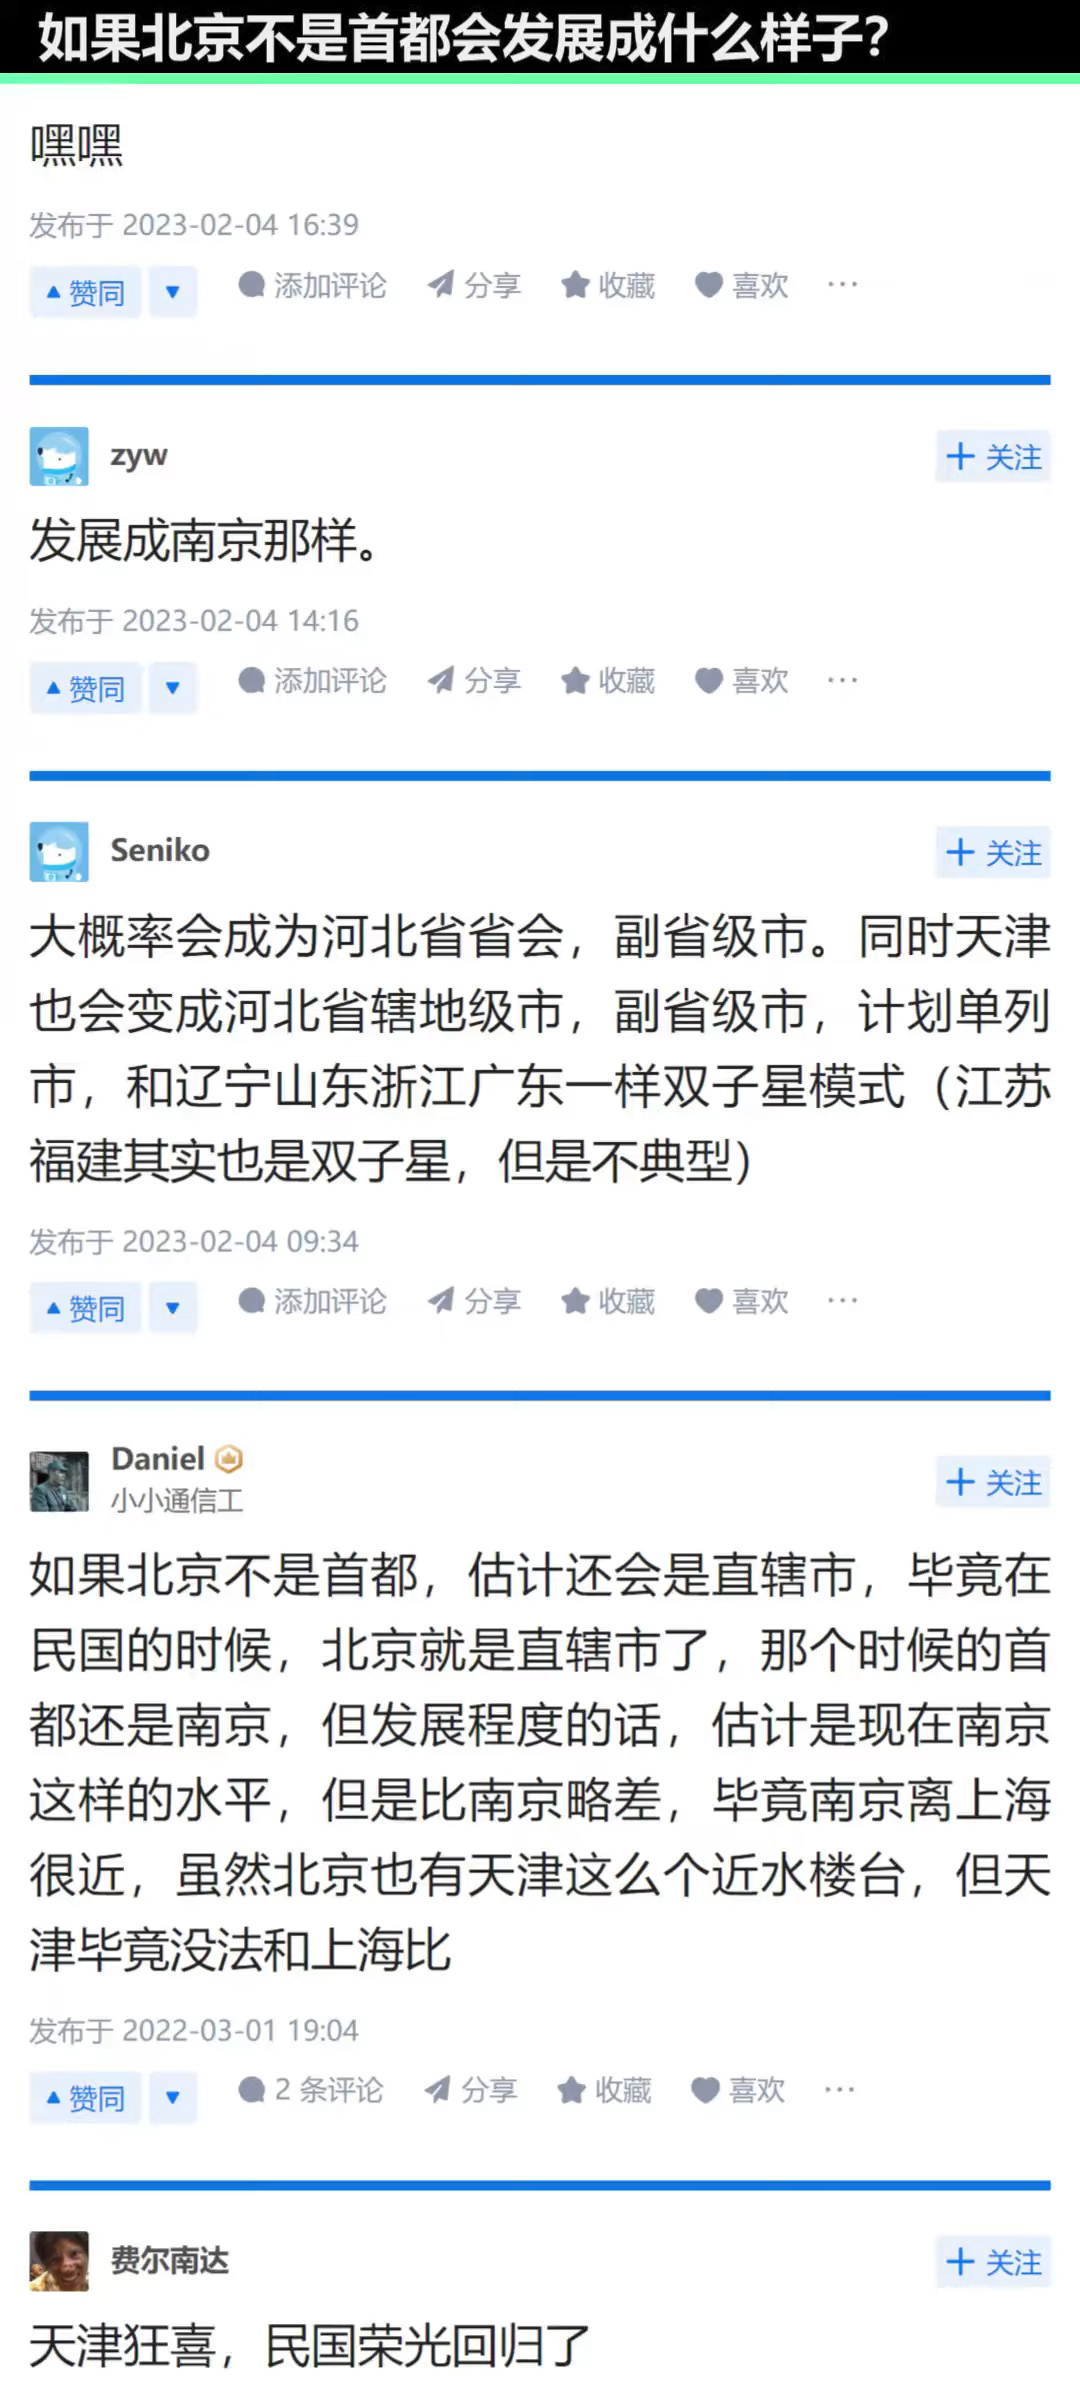 如果北京不是首都会发展成什么样子？
嘿嘿
发布于 2023-02-04 16:39
赞同 添加评论 分享 收藏 喜欢 ···
zyw + 关注
发展成南京那样。
发布于 2023-02-04 14:16
赞同 添加评论 分享 收藏 喜欢 ···
Seniko + 关注
大概率会成为河北省省会，副省级市。同时天津
也会变成河北省辖地级市，副省级市，计划单列
市，和辽宁山东浙江广东一样双子星模式（江苏
福建其实也是双子星，但是不典型）
发布于 2023-02-04 09:34
赞同 添加评论 分享 收藏 喜欢 ···
Daniel + 关注
小小通信工
如果北京不是首都，估计还会是直辖市，毕竟在
民国的时候，北京就是直辖市了，那个时候的首
都还是南京，但发展程度的话，估计是现在南京
这样的水平，但是比南京略差，毕竟南京离上海
很近，虽然北京也有天津这么个近水楼台，但天
津毕竟没法和上海比
发布于 2022-03-01 19:04
赞同 2 条评论 分享 收藏 喜欢 ···
费尔南达 + 关注
天津狂喜，民国荣光回归了